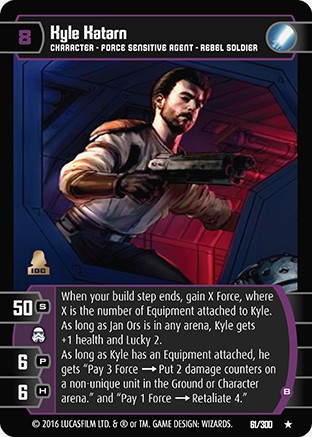 8 Kyle Katarn
CHARACTER - FORCE SENSITIVE AGENT - REBEL SOLDIER
IDC
50 S
6 P
6 H
When your build step ends, gain X Force, where
X is the number of Equipment attached to Kyle.
As long as Jan Ors is in any arena, Kyle gets
+1 health and Lucky 2.
As long as Kyle has an Equipment attached, he
gets “Pay 3 Force → Put 2 damage counters on
a non-unique unit in the Ground or Character
arena.” and “Pay 1 Force → Retaliate 4.”
B
© 2016 LUCASFILM LTD. & ® or TM. GAME DESIGN: WIZARDS. 61/300 ★